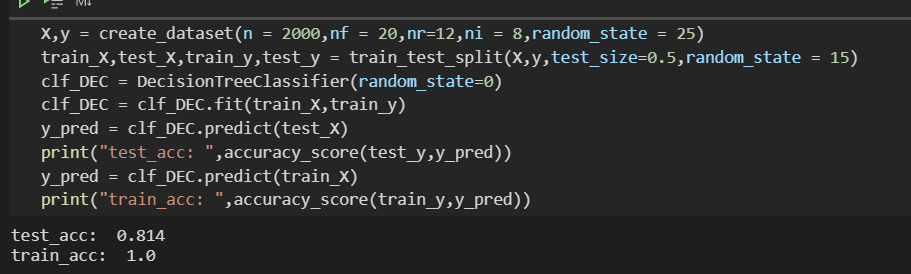 M↓
X,y = create_dataset(n = 2000,nf = 20,nr=12,ni = 8,random_state = 25)
train_X,test_X,train_y,test_y = train_test_split(X,y,test_size=0.5,random_state = 15)
clf_DEC = DecisionTreeClassifier(random_state=0)
clf_DEC = clf_DEC.fit(train_X,train_y)
y_pred = clf_DEC.predict(test_X)
print("test_acc: ",accuracy_score(test_y,y_pred))
y_pred = clf_DEC.predict(train_X)
print("train_acc: ",accuracy_score(train_y,y_pred))
test_acc:  0.814
train_acc:  1.0